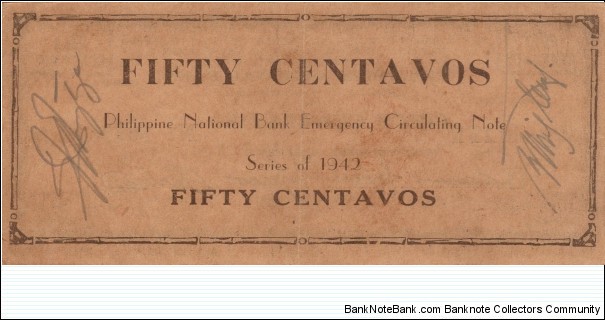 FIFTY CENTAVOS
Philippine National Bank Emergency Circulating Note
Series of 1942
FIFTY CENTAVOS
BankNoteBank.com Banknote Collectors Community